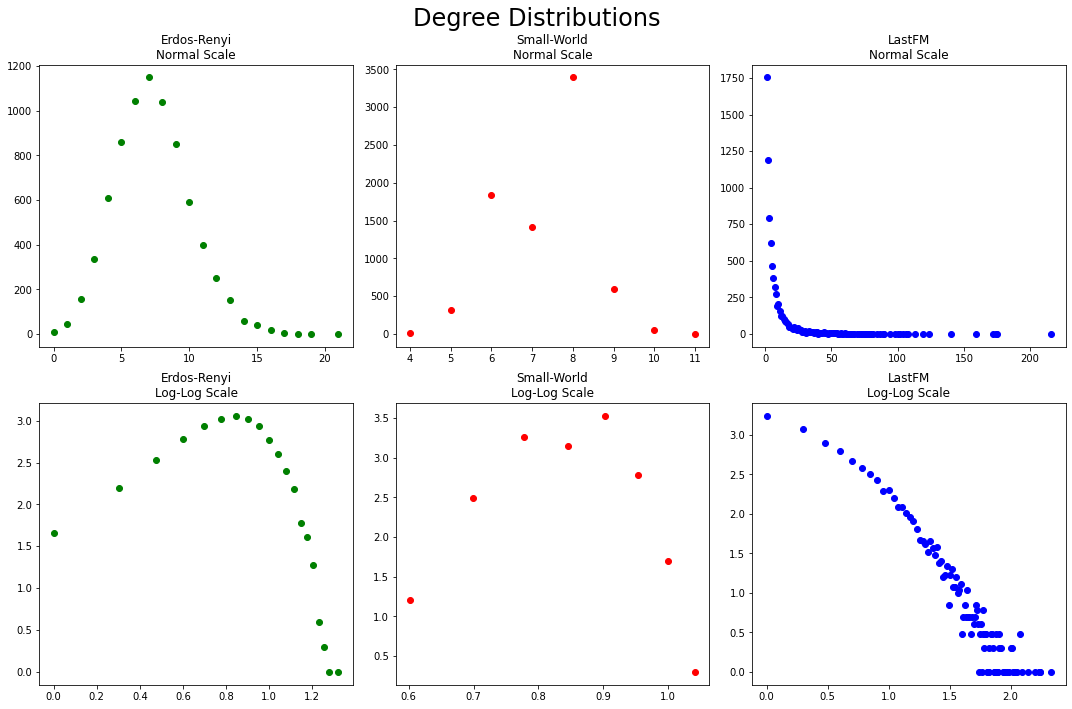 Degree Distributions
Erdos-Renyi
Normal Scale
1200
1000
800
600
400
200
0
0 5 10 15 20
Small-World
Normal Scale
3500
3000
2500
2000
1500
1000
500
0
4 5 6 7 8 9 10 11
LastFM
Normal Scale
1750
1500
1250
1000
750
500
250
0
0 50 100 150 200
Erdos-Renyi
Log-Log Scale
3.0
2.5
2.0
1.5
1.0
0.5
0.0
0.0 0.2 0.4 0.6 0.8 1.0 1.2
Small-World
Log-Log Scale
3.5
3.0
2.5
2.0
1.5
1.0
0.5
0.6 0.7 0.8 0.9 1.0
LastFM
Log-Log Scale
3.0
2.5
2.0
1.5
1.0
0.5
0.0
0.0 0.5 1.0 1.5 2.0